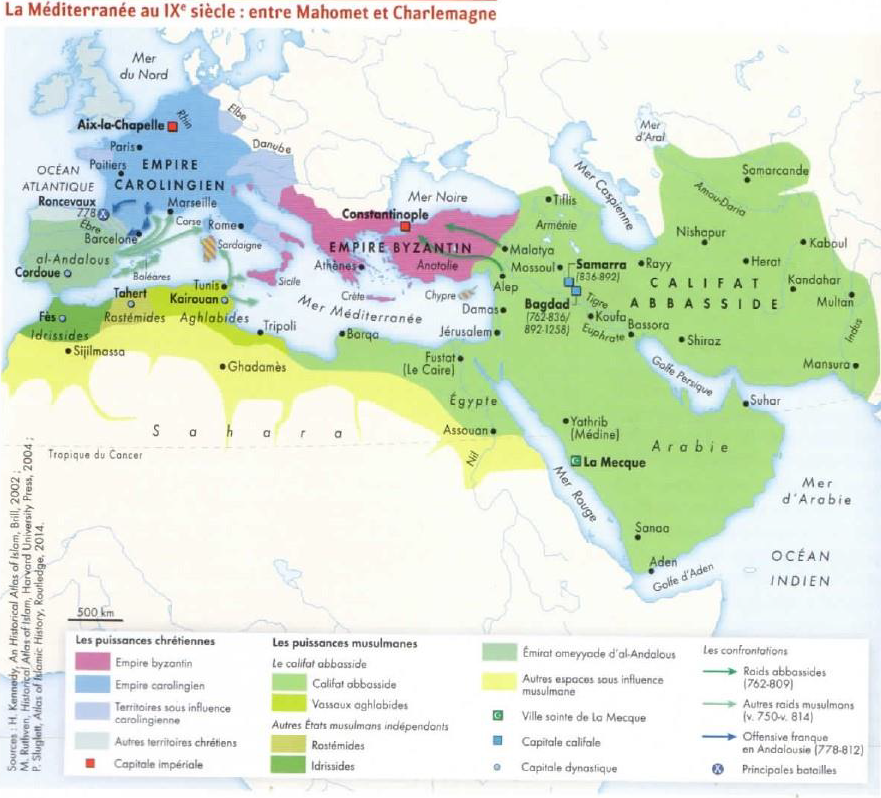 La Méditerranée au IXe siècle : entre Mahomet et Charlemagne
Mer
du Nord
Elbe
Rhin
Aix-la-Chapelle
Paris
Danube
Mer
d'Aral
Poitiers
EMPIRE
CAROLINGIEN
OCÉAN
ATLANTIQUE
Roncevaux
778
Marseille
Èbre
Barcelone
Corse
Rome
Sardaigne
al-Andalous
Cordoue
Baléares
Mer Noire
Constantinople
EMPIRE BYZANTIN
Athènes
Anatolie
Sicile
Crète
Chypre
Mer Méditerranée
Mer Caspienne
Tiflis
Arménie
Malatya
Mossoul
Samarra
(836-892)
Alep
Bagdad
(762-836/
892-1258)
Tigre
Euphrate
Koufa
Bassora
Damas
Jérusalem
Samarcande
Amou-Daria
Nishapur
Rayy
Herat
Kaboul
Kandahar
Multan
Indus
CALIFAT
ABBASSIDE
Shiraz
Mansura
Golfe Persique
Suhar
Tunis
Kairouan
Tahert
Rastémides
Aghlabides
Fès
Idrissides
Sijilmassa
Tripoli
Barqa
Ghadamès
Fustat
(Le Caire)
Égypte
Assouan
Nil
Sahara
Tropique du Cancer
Yathrib
(Médine)
La Mecque
Arabie
Mer Rouge
Sanaa
Aden
Golfe d'Aden
Mer
d'Arabie
OCÉAN
INDIEN
500 km
Sources : H. Kennedy, An Historical Atlas of Islam, Brill, 2002 ;
M. Ruthven, Historical Atlas of Islam, Harvard University Press, 2004 ;
P. Sluglett, Atlas of Islamic History, Routledge, 2014.
Les puissances chrétiennes
Empire byzantin
Empire carolingien
Territoires sous influence
carolingienne
Autres territoires chrétiens
Capitale impériale
Les puissances musulmanes
Le califat abbasside
Califat abbasside
Vassaux aghlabides
Autres États musulmans indépendants
Rostémides
Idrissides
Émirat omeyyade d'al-Andalous
Autres espaces sous influence
musulmane
Ville sainte de La Mecque
Capitale califale
Capitale dynastique
Les confrontations
Raids abbassides
(762-809)
Autres raids musulmans
(v. 750-v. 814)
Offensive franque
en Andalousie (778-812)
Principales batailles